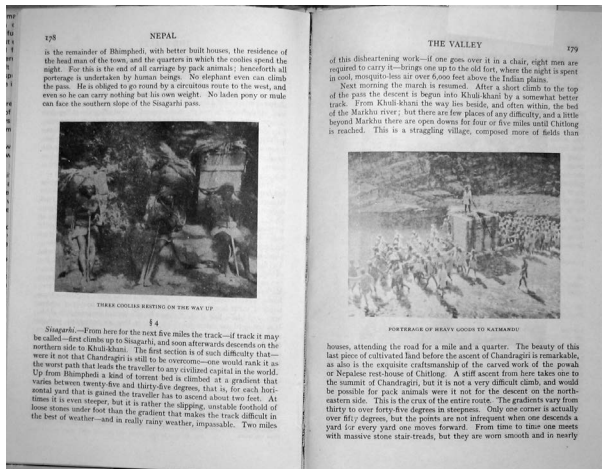 178
NEPAL
is the remainder of Bhimphedi, with better built houses, the residence of
the head man of the town, and the quarters in which the coolies spend the
night. For this is the end of all carriage by pack animals; henceforth all
porterage is undertaken by human beings. No elephant even can climb
the pass. He is obliged to go round by a circuitous route to the west, and
even so he can carry nothing but his own weight. No laden pony or mule
can face the southern slope of the Sisagarhi pass.
THREE COOLIES RESTING ON THE WAY UP
§ 4
Sisagarhi.—From here for the next five miles the track—if track it may
be called—first climbs up to Sisagarhi, and soon afterwards descends on the
northern side to Khuli-khani. The first section is of such difficulty that—
were it not that Chandragiri is still to be overcome—one would rank it as
the worst path that leads the traveller to any civilized capital in the world.
Up from Bhimphedi a kind of torrent bed is climbed at a gradient that
varies between twenty-five and thirty-five degrees, that is, for each hori-
zontal yard that is gained the traveller has to ascend about two feet. At
times it is even steeper, but it is rather the slipping, unstable foothold of
loose stones under foot than the gradient that makes the track difficult in
the best of weather—and in really rainy weather, impassable. Two miles
THE VALLEY
179
of this disheartening work—if one goes over it in a chair, eight men are
required to carry it—brings one up to the old fort, where the night is spent
in cool, mosquito-less air over 6,000 feet above the Indian plains.
Next morning the march is resumed. After a short climb to the top
of the pass the descent is begun into Khuli-khani by a somewhat better
track. From Khuli-khani the way lies beside, and often within, the bed
of the Markhu river; but there are few places of any difficulty, and a little
beyond Markhu there are open downs for four or five miles until Chitlong
is reached. This is a straggling village, composed more of fields than
PORTERAGE OF HEAVY GOODS TO KATMANDU
houses, attending the road for a mile and a quarter. The beauty of this
last piece of cultivated land before the ascent of Chandragiri is remarkable,
as also is the exquisite craftsmanship of the carved work of the powah
or Nepalese rest-house of Chitlong. A stiff ascent from here takes one to
the summit of Chandragiri, but it is not a very difficult climb, and would
be possible for pack animals were it not for the descent on the north-
eastern side. This is the crux of the entire route. The gradients vary from
thirty to over forty-five degrees in steepness. Only one corner is actually
over fifty degrees, but the points are not infrequent when one descends a
yard for every yard one moves forward. From time to time one meets
with massive stone stair-treads, but they are worn smooth and in nearly